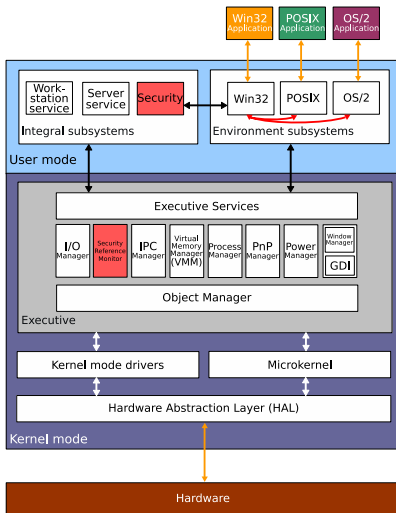 Win32
Application
POSIX
Application
OS/2
Application
Work-
station
service
Server
service
Security
Win32
POSIX
OS/2
Integral subsystems
Environment subsystems
User mode
Executive Services
I/O
Manager
Security
Reference
Monitor
IPC
Manager
Virtual
Memory
Manager
(VMM)
Process
Manager
PnP
Manager
Power
Manager
Window
Manager
GDI
Object Manager
Executive
Kernel mode drivers
Microkernel
Hardware Abstraction Layer (HAL)
Kernel mode
Hardware